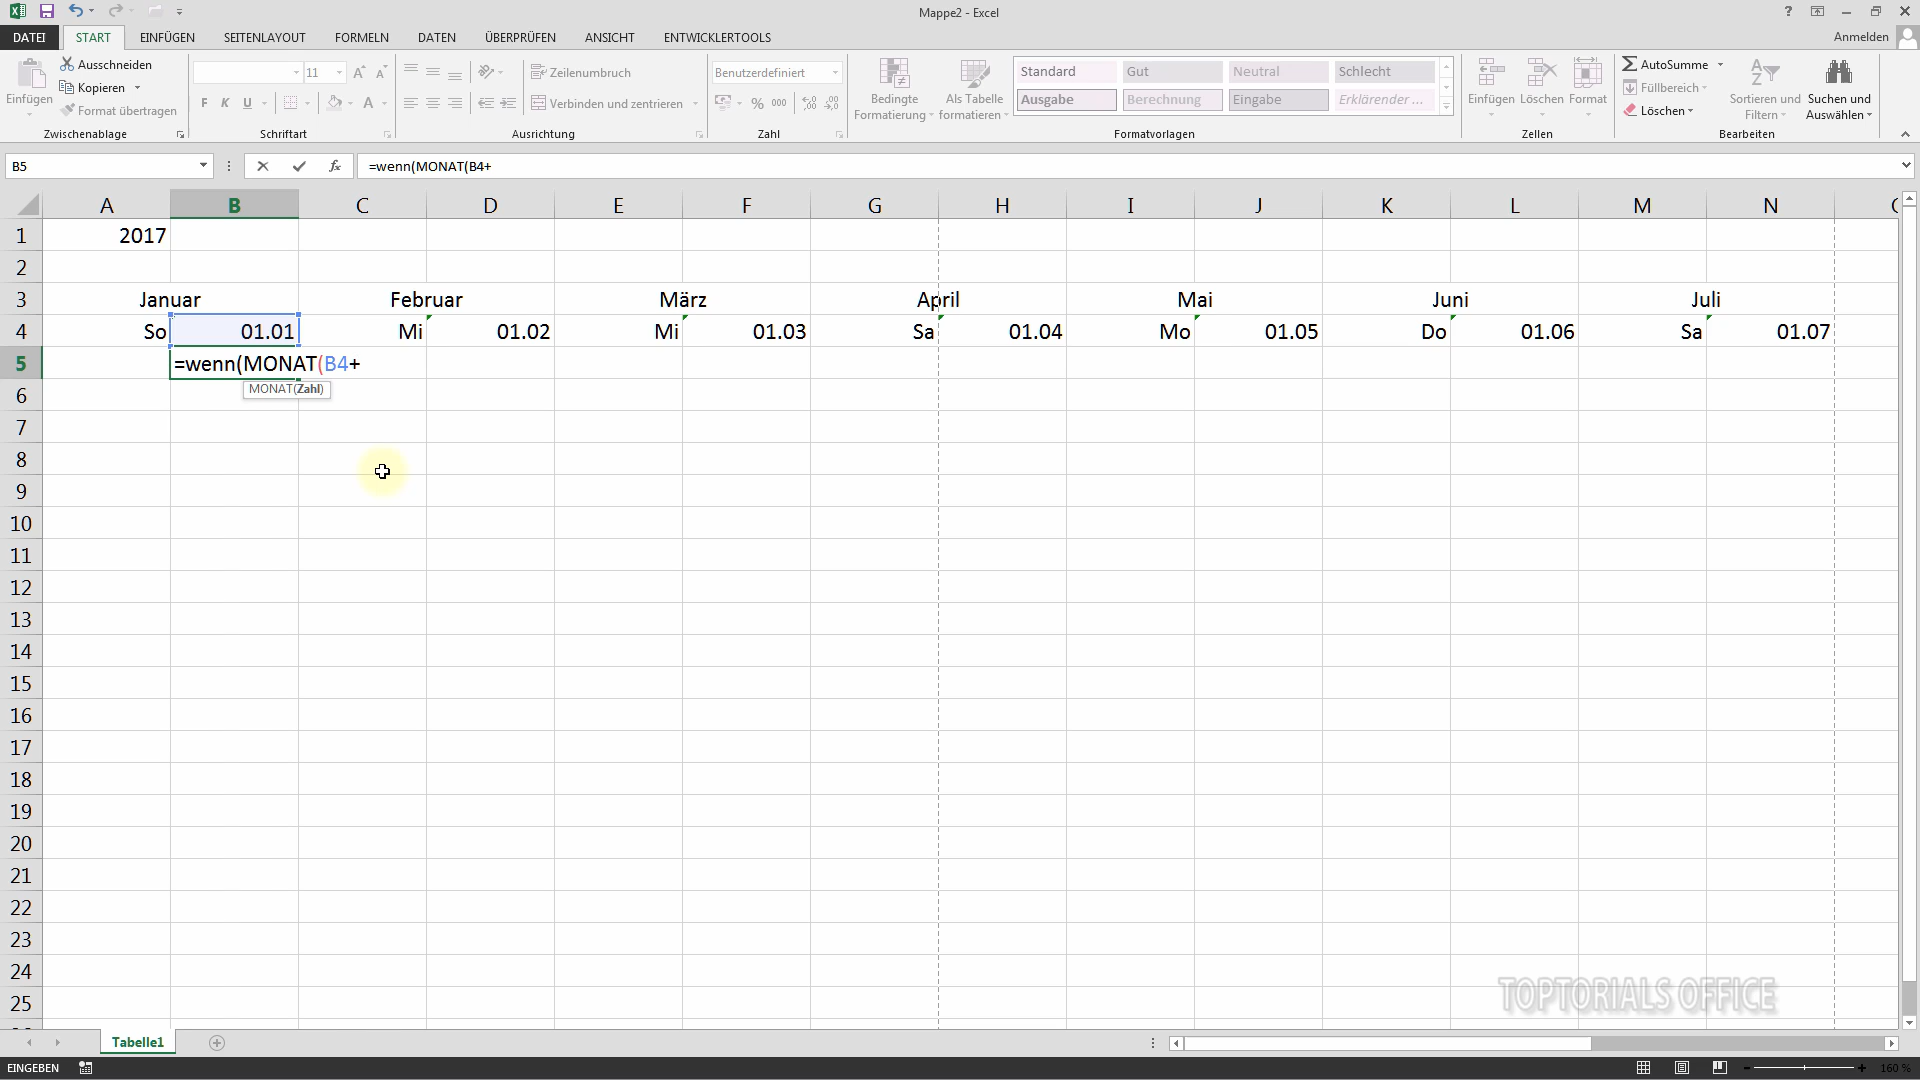 Mappe2 - Excel
?
DATEI START EINFÜGEN SEITENLAYOUT FORMELN DATEN ÜBERPRÜFEN ANSICHT ENTWICKLERTOOLS Anmelden
Einfügen
Ausschneiden
Kopieren
Format übertragen
Zwischenablage
11
F K U
Schriftart
Zeilenumbruch
Verbinden und zentrieren
Ausrichtung
Benutzerdefiniert
% 000
Zahl
Bedingte Formatierung
Als Tabelle formatieren
Standard Gut Neutral Schlecht
Ausgabe Berechnung Eingabe Erklärender ...
Formatvorlagen
Einfügen Löschen Format
Zellen
AutoSumme
Füllbereich
Löschen
Sortieren und Filtern
Suchen und Auswählen
Bearbeiten
B5 fx =wenn(MONAT(B4+
A B C D E F G H I J K L M N
1 2017
2
3 Januar Februar März April Mai Juni Juli
4 So 01.01 Mi 01.02 Mi 01.03 Sa 01.04 Mo 01.05 Do 01.06 Sa 01.07
5 =wenn(MONAT(B4+
MONAT(Zahl)
6
7
8
9
10
11
12
13
14
15
16
17
18
19
20
21
22
23
24
25
TOPTORIALS OFFICE
Tabelle1
EINGEBEN 160 %